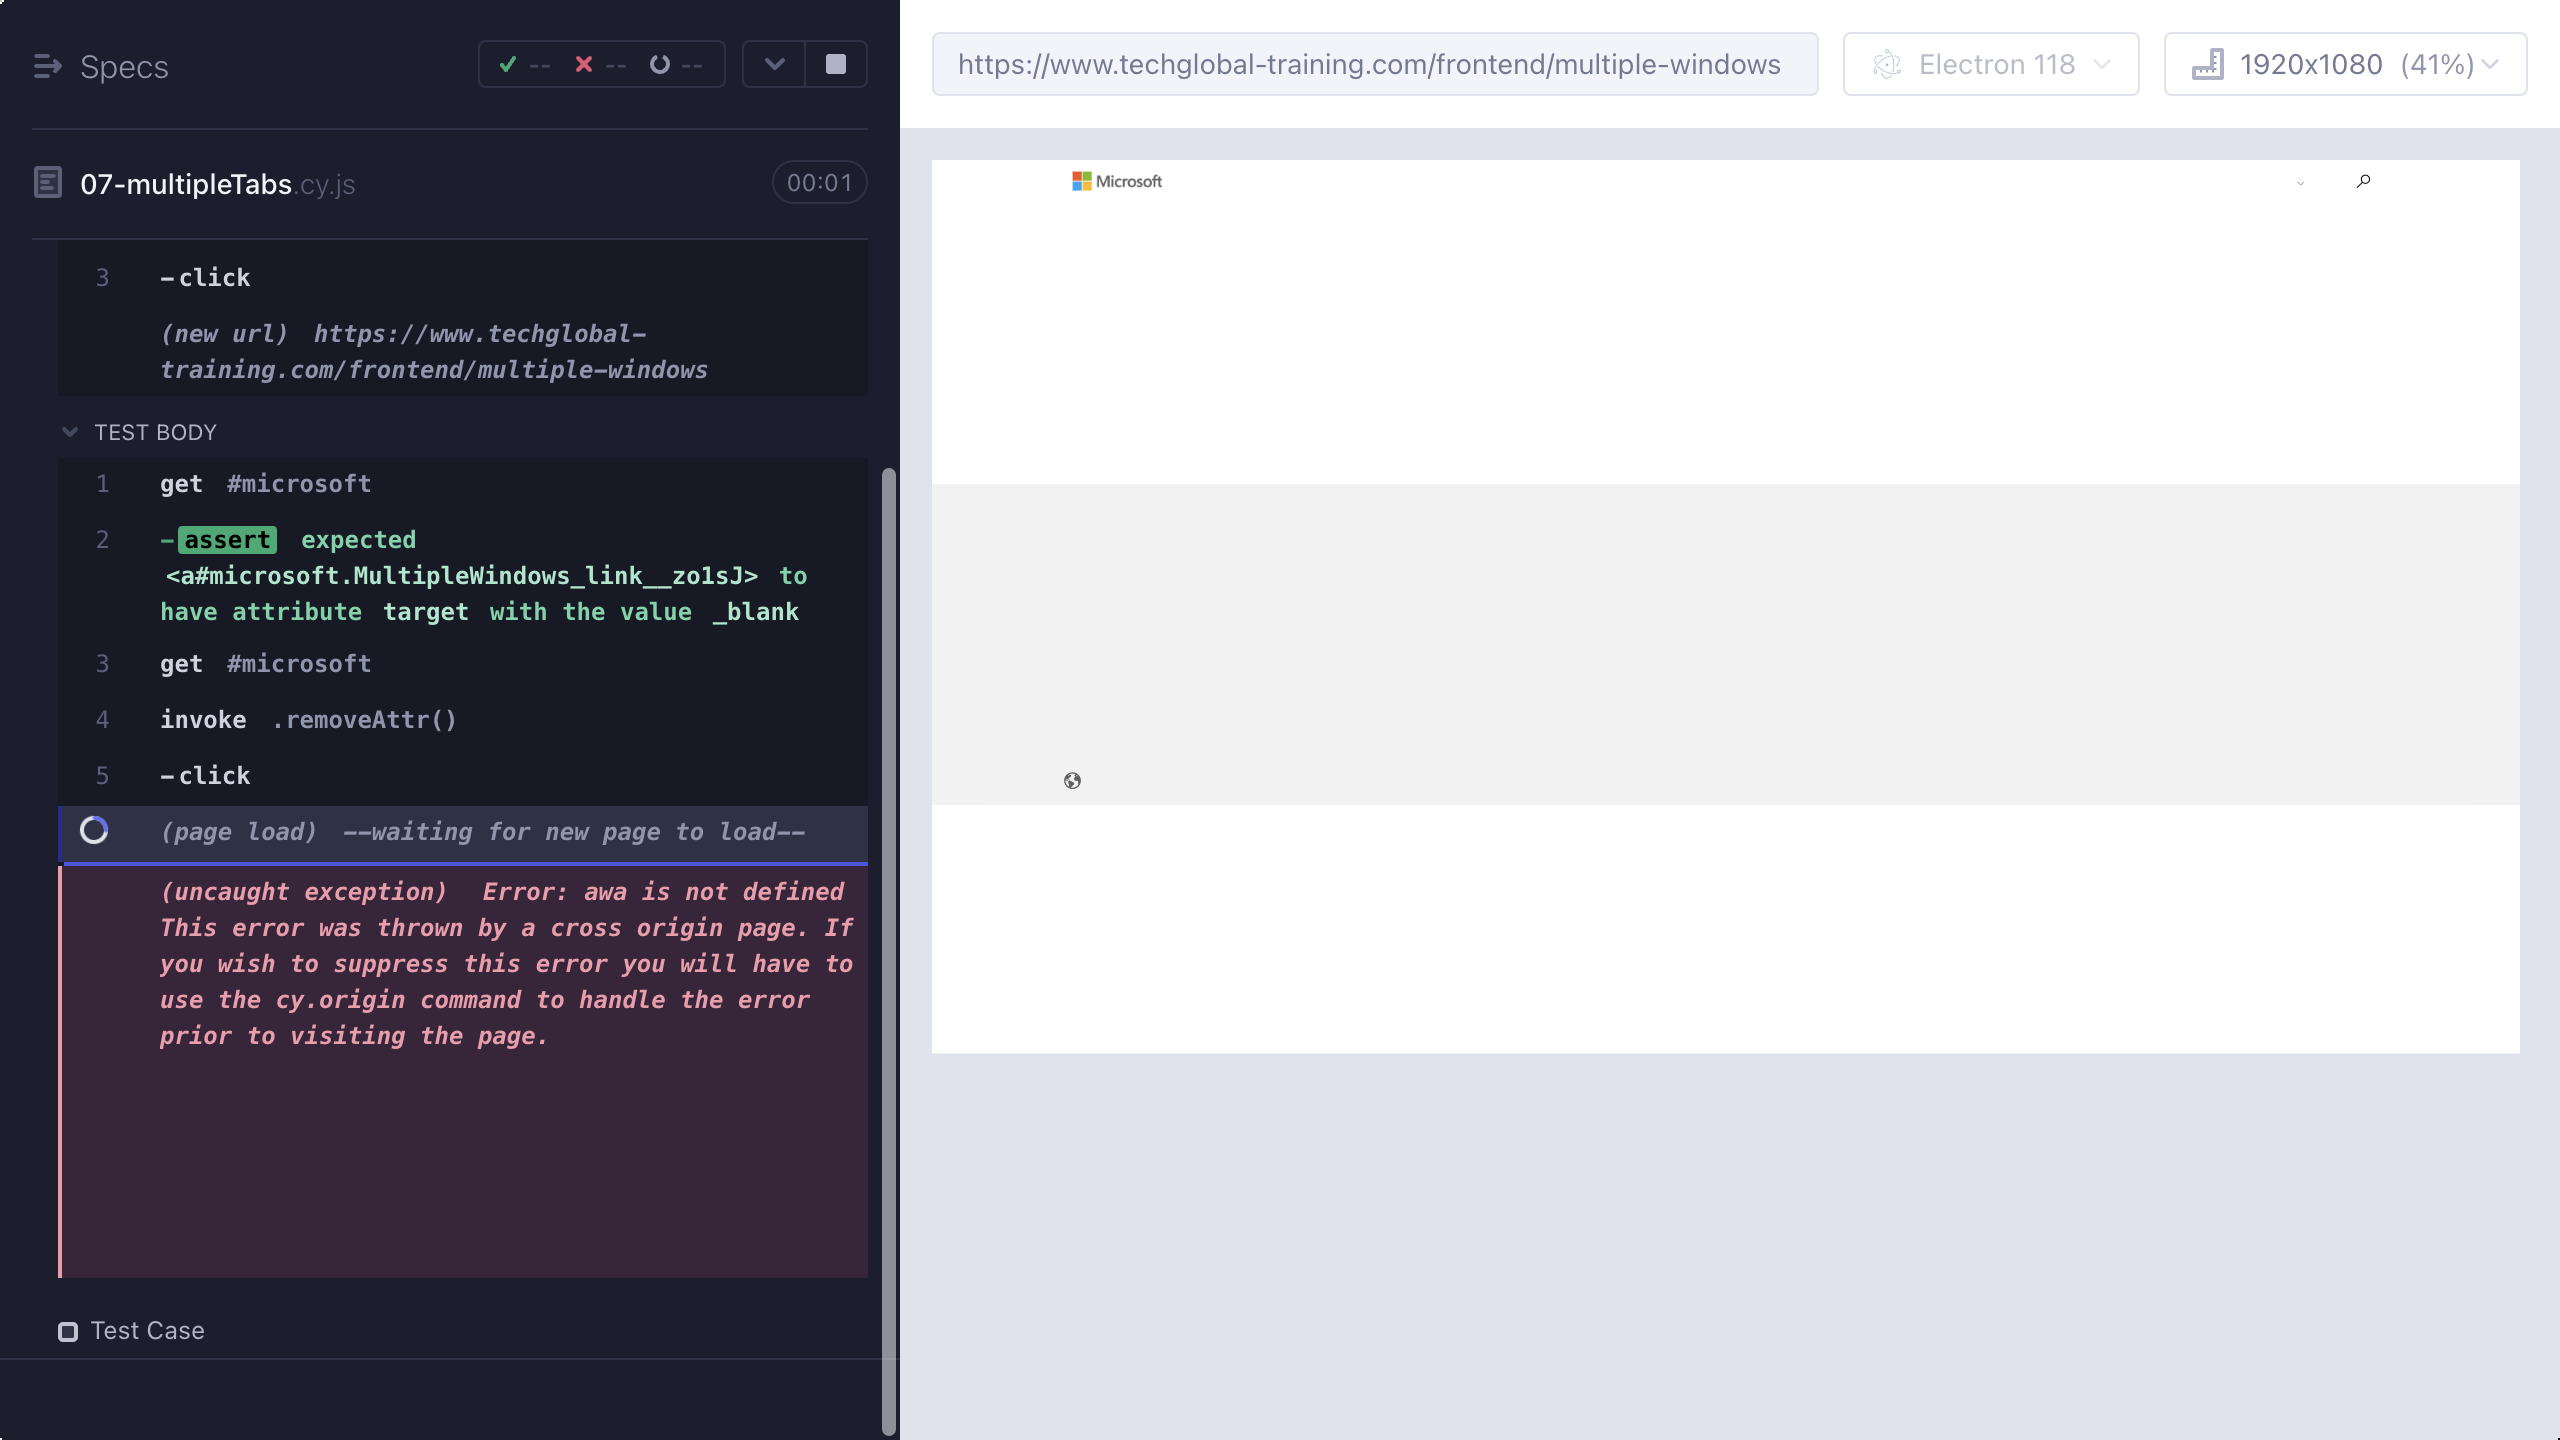 Specs
--
--
--
https://www.techglobal-training.com/frontend/multiple-windows
Electron 118
1920x1080 (41%)
07-multipleTabs.cy.js
00:01
3 -click
(new url) https://www.techglobal-
training.com/frontend/multiple-windows
TEST BODY
1 get #microsoft
2 -assert expected
<a#microsoft.MultipleWindows_link__zo1sJ> to
have attribute target with the value _blank
3 get #microsoft
4 invoke .removeAttr()
5 -click
(page load) --waiting for new page to load--
(uncaught exception) Error: awa is not defined
This error was thrown by a cross origin page. If
you wish to suppress this error you will have to
use the cy.origin command to handle the error
prior to visiting the page.
Test Case
Microsoft